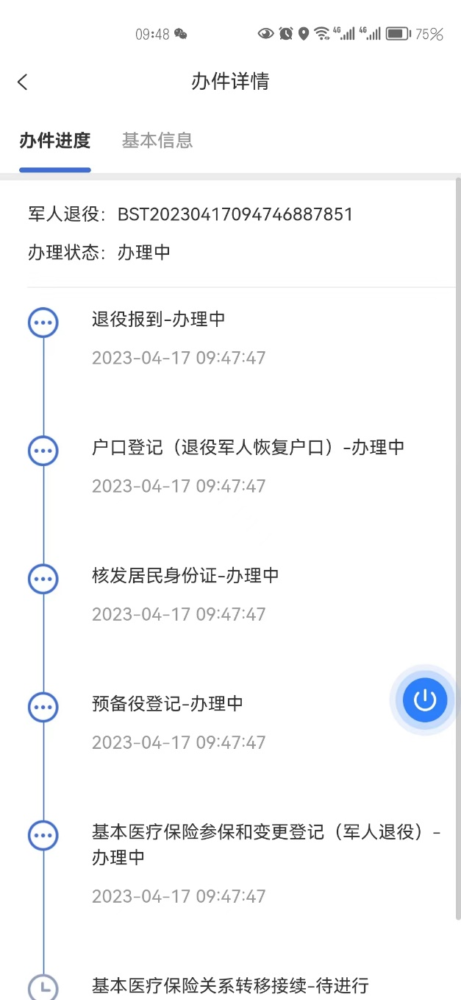 09:48
4G 4G 75%
办件详情
办件进度 基本信息
军人退役：BST20230417094746887851
办理状态：办理中
退役报到-办理中
2023-04-17 09:47:47
户口登记（退役军人恢复户口）-办理中
2023-04-17 09:47:47
核发居民身份证-办理中
2023-04-17 09:47:47
预备役登记-办理中
2023-04-17 09:47:47
基本医疗保险参保和变更登记（军人退役）-
办理中
2023-04-17 09:47:47
基本医疗保险关系转移接续-待进行